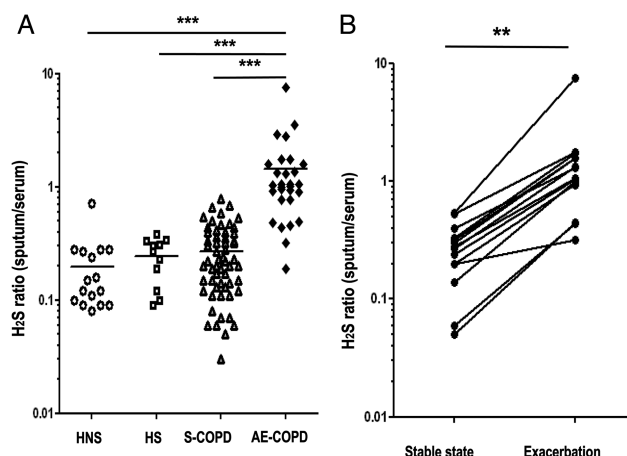 A
***
***
***
10
1
0.1
0.01
H2S ratio (sputum/serum)
HNS HS S-COPD AE-COPD
B
**
10
1
0.1
0.01
H2S ratio (sputum/serum)
Stable state Exacerbation